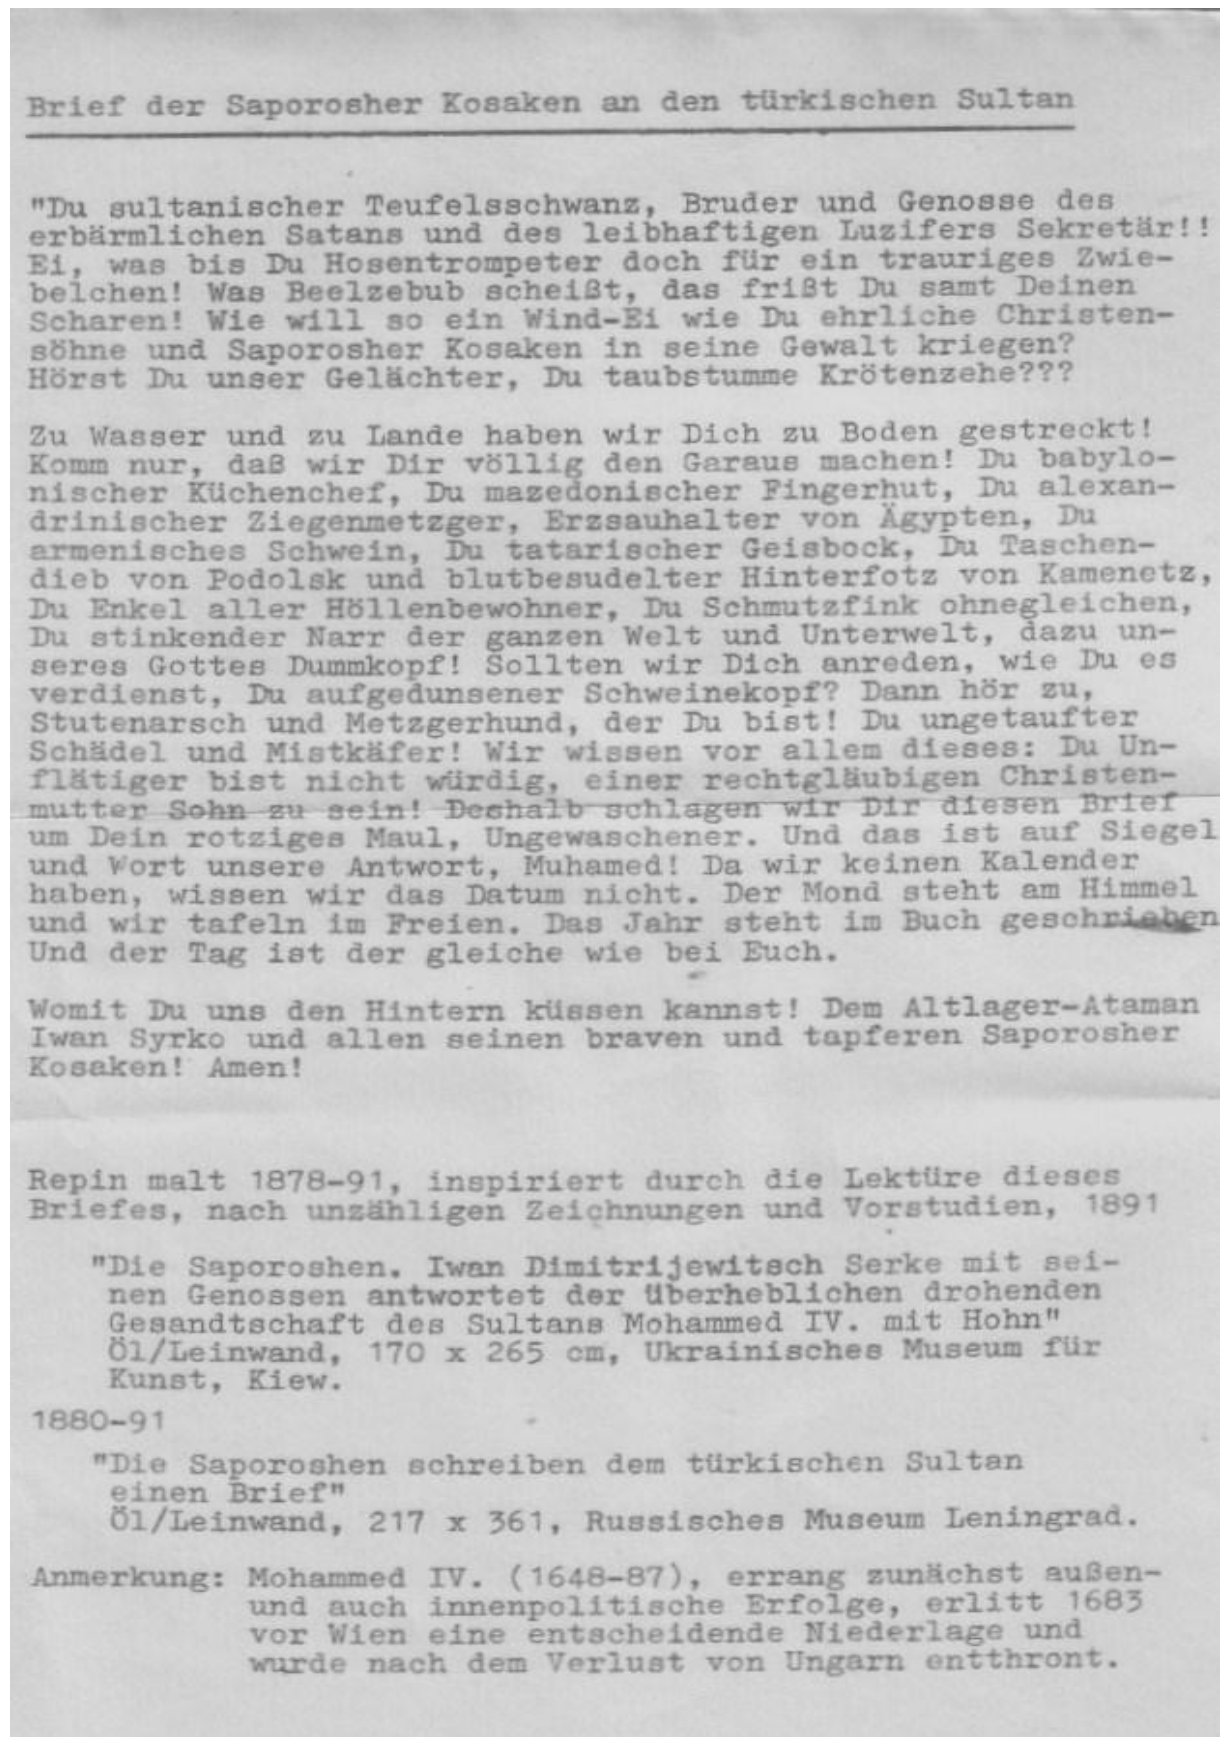 Brief der Saporosher Kosaken an den türkischen Sultan
"Du sultanischer Teufelsschwanz, Bruder und Genosse des
erbärmlichen Satans und des leibhaftigen Luzifers Sekretär!!
Ei, was bis Du Hosentrompeter doch für ein trauriges Zwie-
belchen! Was Beelzebub scheißt, das frißt Du samt Deinen
Scharen! Wie will so ein Wind-Ei wie Du ehrliche Christen-
söhne und Saporosher Kosaken in seine Gewalt kriegen?
Hörst Du unser Gelächter, Du taubstumme Krötenzehe???
Zu Wasser und zu Lande haben wir Dich zu Boden gestreckt!
Komm nur, daß wir Dir völlig den Garaus machen! Du babylo-
nischer Küchenchef, Du mazedonischer Fingerhut, Du alexan-
drinischer Ziegenmetzger, Erzsauhalter von Ägypten, Du
armenisches Schwein, Du tatarischer Geisbock, Du Taschen-
dieb von Podolsk und blutbesudelter Hinterfotz von Kamenetz,
Du Enkel aller Höllenbewohner, Du Schmutzfink ohnegleichen,
Du stinkender Narr der ganzen Welt und Unterwelt, dazu un-
seres Gottes Dummkopf! Sollten wir Dich anreden, wie Du es
verdienst, Du aufgedunsener Schweinekopf? Dann hör zu,
Stutenarsch und Metzgerhund, der Du bist! Du ungetaufter
Schädel und Mistkäfer! Wir wissen vor allem dieses: Du Un-
flätiger bist nicht würdig, einer rechtgläubigen Christen-
mutter Sohn zu sein! Deshalb schlagen wir Dir diesen Brief
um Dein rotziges Maul, Ungewaschener. Und das ist auf Siegel
und Wort unsere Antwort, Muhamed! Da wir keinen Kalender
haben, wissen wir das Datum nicht. Der Mond steht am Himmel
und wir tafeln im Freien. Das Jahr steht im Buch geschrieben
Und der Tag ist der gleiche wie bei Euch.
Womit Du uns den Hintern küssen kannst! Dem Altlager-Ataman
Iwan Syrko und allen seinen braven und tapferen Saporosher
Kosaken! Amen!
Repin malt 1878-91, inspiriert durch die Lektüre dieses
Briefes, nach unzähligen Zeichnungen und Vorstudien, 1891
"Die Saporoshen. Iwan Dimitrijewitsch Serke mit sei-
nen Genossen antwortet der überheblichen drohenden
Gesandtschaft des Sultans Mohammed IV. mit Hohn"
Öl/Leinwand, 170 x 265 cm, Ukrainisches Museum für
Kunst, Kiew.
1880-91
"Die Saporoshen schreiben dem türkischen Sultan
einen Brief"
Öl/Leinwand, 217 x 361, Russisches Museum Leningrad.
Anmerkung: Mohammed IV. (1648-87), errang zunächst außen-
und auch innenpolitische Erfolge, erlitt 1683
vor Wien eine entscheidende Niederlage und
wurde nach dem Verlust von Ungarn entthront.